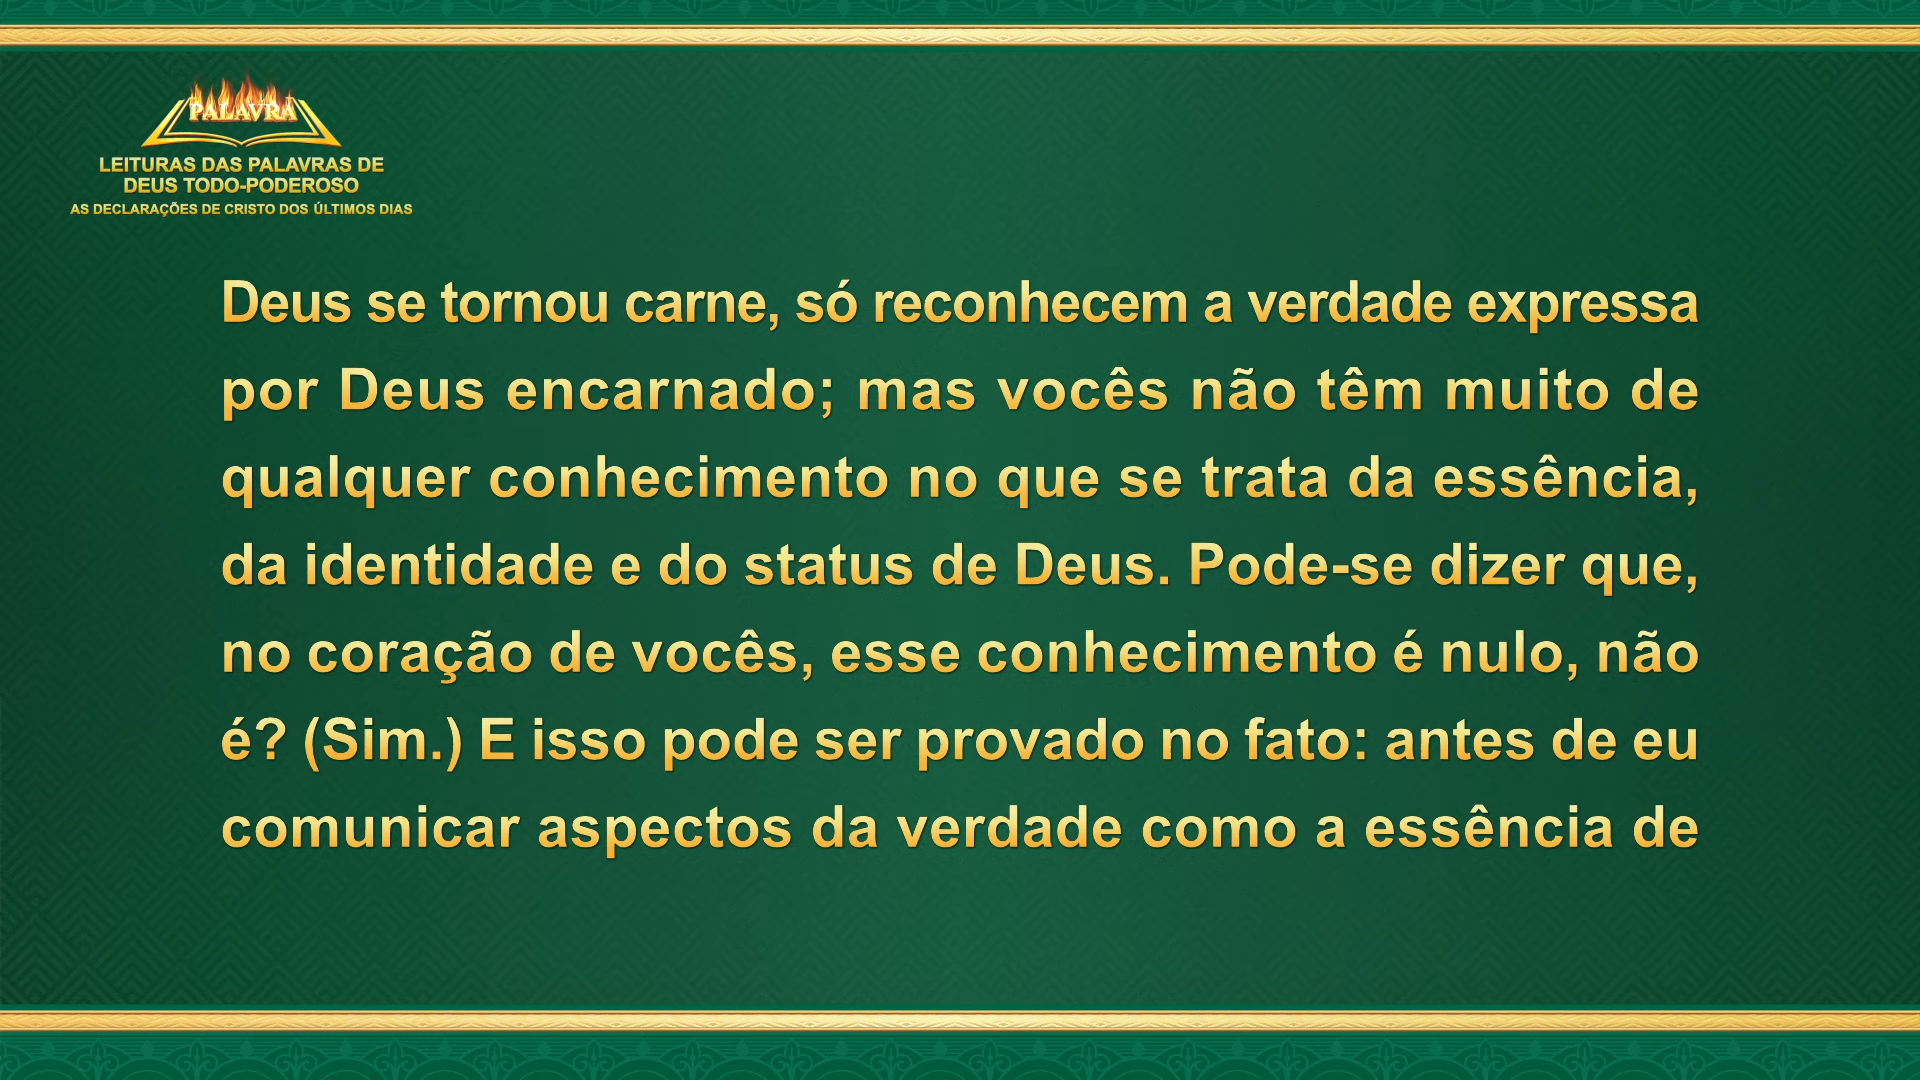 PALAVRA
LEITURAS DAS PALAVRAS DE
DEUS TODO-PODEROSO
AS DECLARAÇÕES DE CRISTO DOS ÚLTIMOS DIAS
Deus se tornou carne, só reconhecem a verdade expressa
por Deus encarnado; mas vocês não têm muito de
qualquer conhecimento no que se trata da essência,
da identidade e do status de Deus. Pode-se dizer que,
no coração de vocês, esse conhecimento é nulo, não
é? (Sim.) E isso pode ser provado no fato: antes de eu
comunicar aspectos da verdade como a essência de